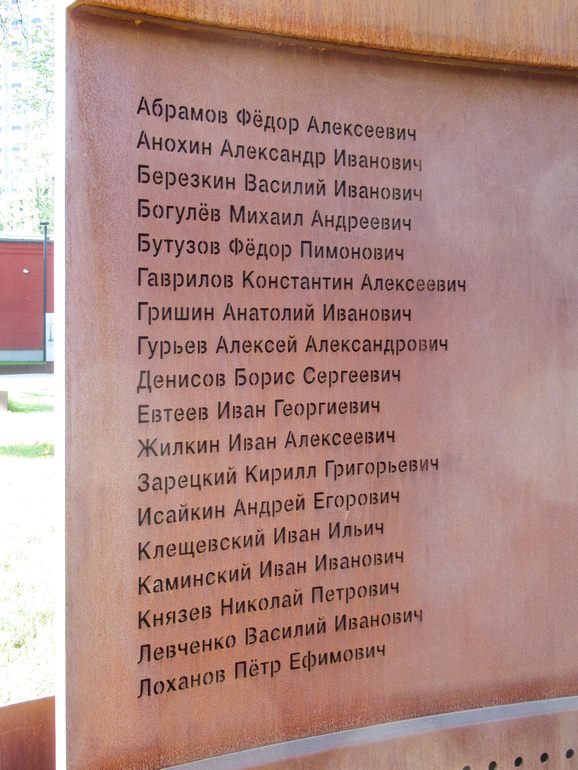 Абрамов Фёдор Алексеевич
Анохин Александр Иванович
Березкин Василий Иванович
Богулёв Михаил Андреевич
Бутузов Фёдор Пимонович
Гаврилов Константин Алексеевич
Гришин Анатолий Иванович
Гурьев Алексей Александрович
Денисов Борис Сергеевич
Евтеев Иван Георгиевич
Жилкин Иван Алексеевич
Зарецкий Кирилл Григорьевич
Исайкин Андрей Егорович
Клещевский Иван Ильич
Каминский Иван Иванович
Князев Николай Петрович
Левченко Василий Иванович
Лоханов Пётр Ефимович